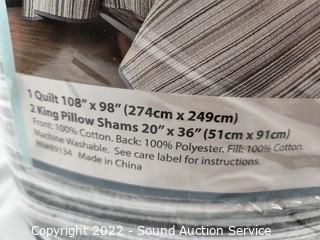 1 Quilt 108" x 98" (274cm x 249cm)
2 King Pillow Shams 20" x 36" (51cm x 91cm)
Front: 100% Cotton. Back: 100% Polyester. Fill: 100% Cotton.
Machine Washable. See care label for instructions.
Made in China
Copyright 2022 - Sound Auction Service